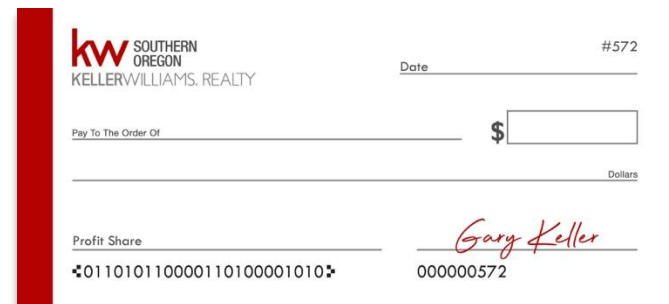 kw SOUTHERN OREGON
KELLERWILLIAMS. REALTY
#572
Date
Pay To The Order Of
$
Dollars
Profit Share
Gary Keller
011010110000110100001010
000000572